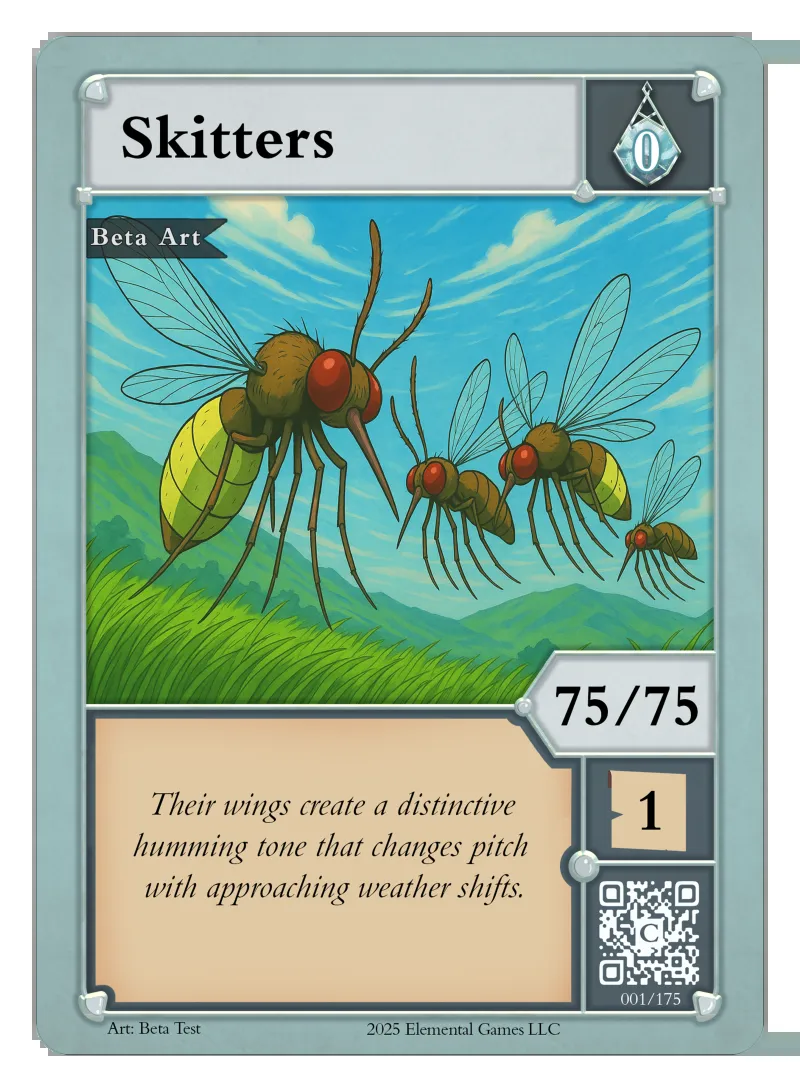 Skitters
0
Beta Art
75/75
Their wings create a distinctive
humming tone that changes pitch
with approaching weather shifts.
1
C
001/175
Art: Beta Test
2025 Elemental Games LLC